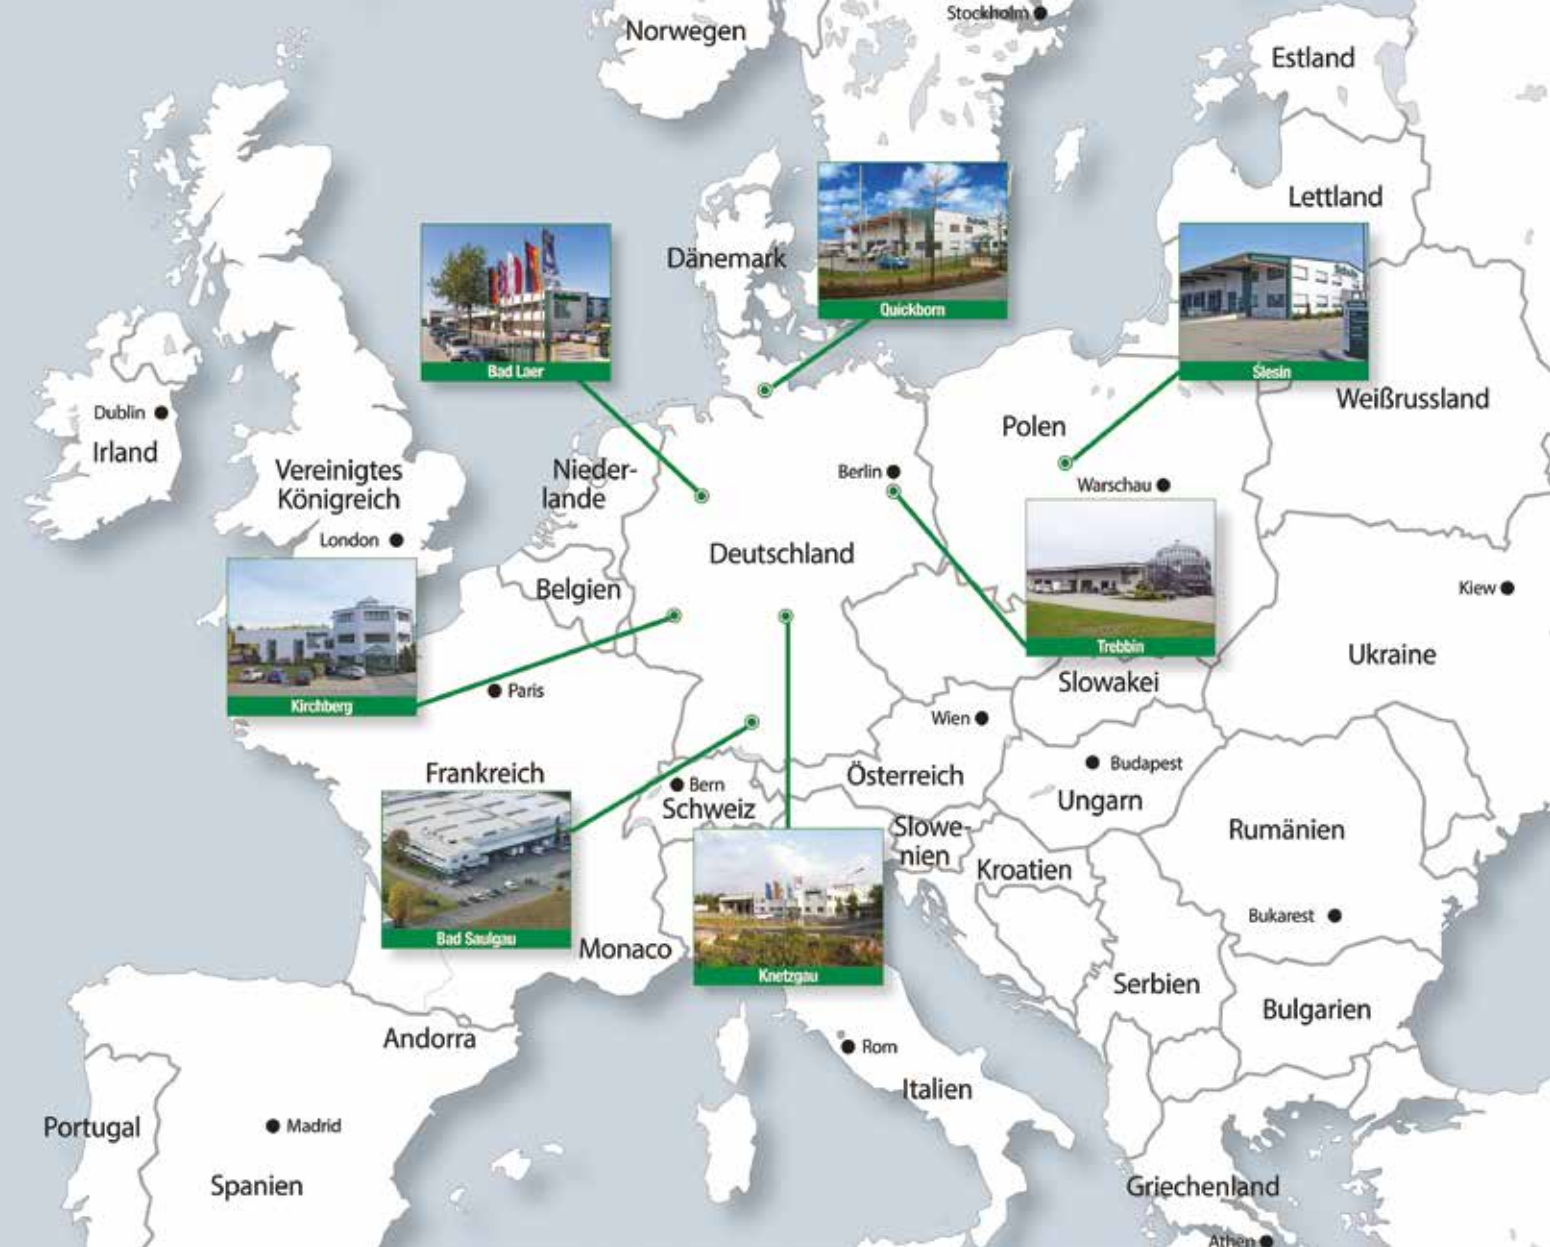 Stockholm
Norwegen
Estland
Lettland
Dänemark
Quickborn
Bad Laer
Ślesin
Weißrussland
Dublin
Irland
Polen
Vereinigtes
Königreich
Nieder-
lande
Berlin
Warschau
London
Deutschland
Belgien
Kiew
Trebbin
Ukraine
Kirchberg
Paris
Slowakei
Wien
Budapest
Frankreich
Bern
Schweiz
Österreich
Ungarn
Slowe-
nien
Rumänien
Kroatien
Bukarest
Bad Saulgau
Monaco
Knetzgau
Serbien
Bulgarien
Andorra
Rom
Italien
Portugal
Madrid
Spanien
Griechenland
Athen